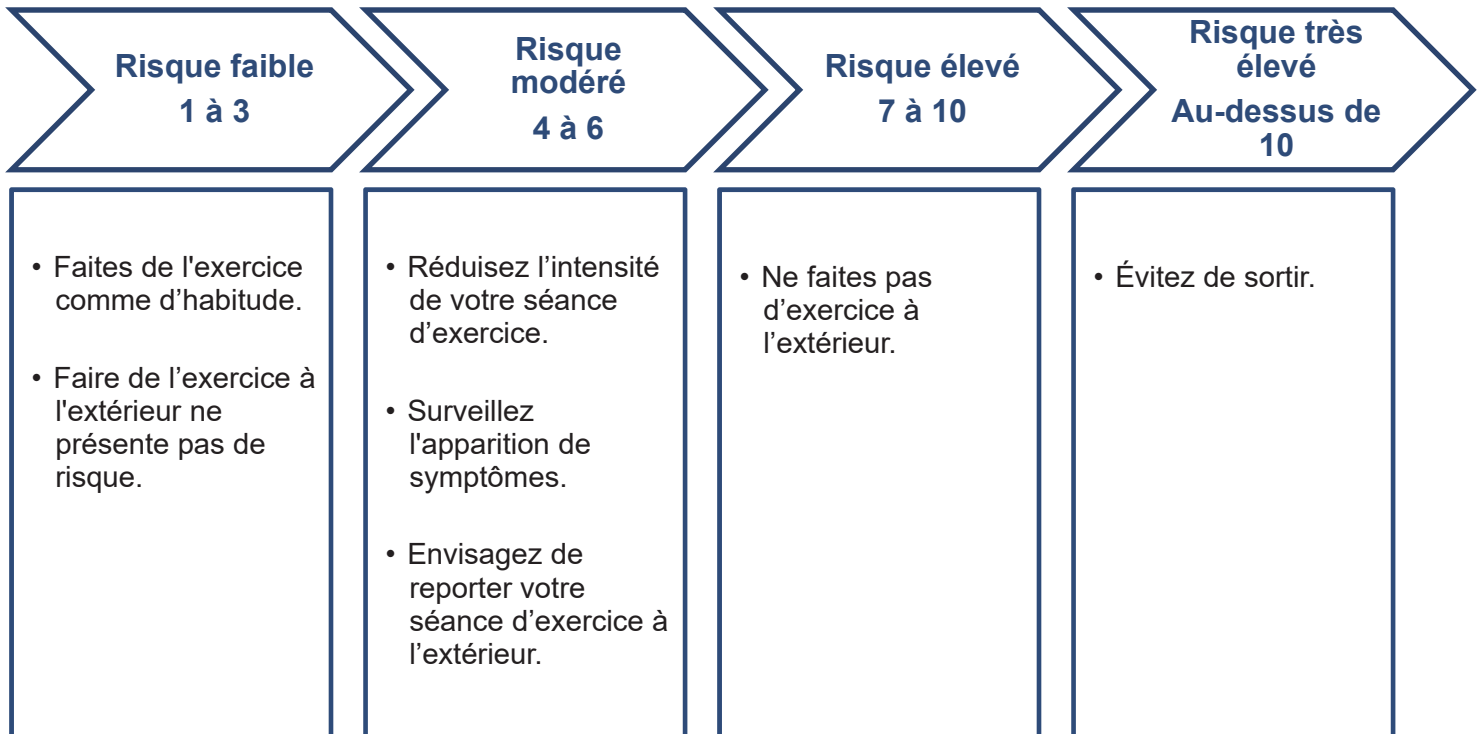 Risque faible
1 à 3
Risque
modéré
4 à 6
Risque élevé
7 à 10
Risque très
élevé
Au-dessus de
10
• Faites de l'exercice
comme d’habitude.
• Faire de l’exercice à
l'extérieur ne
présente pas de
risque.
• Réduisez l’intensité
de votre séance
d’exercice.
• Surveillez
l'apparition de
symptômes.
• Envisagez de
reporter votre
séance d’exercice à
l’extérieur.
• Ne faites pas
d’exercice à
l’extérieur.
• Évitez de sortir.